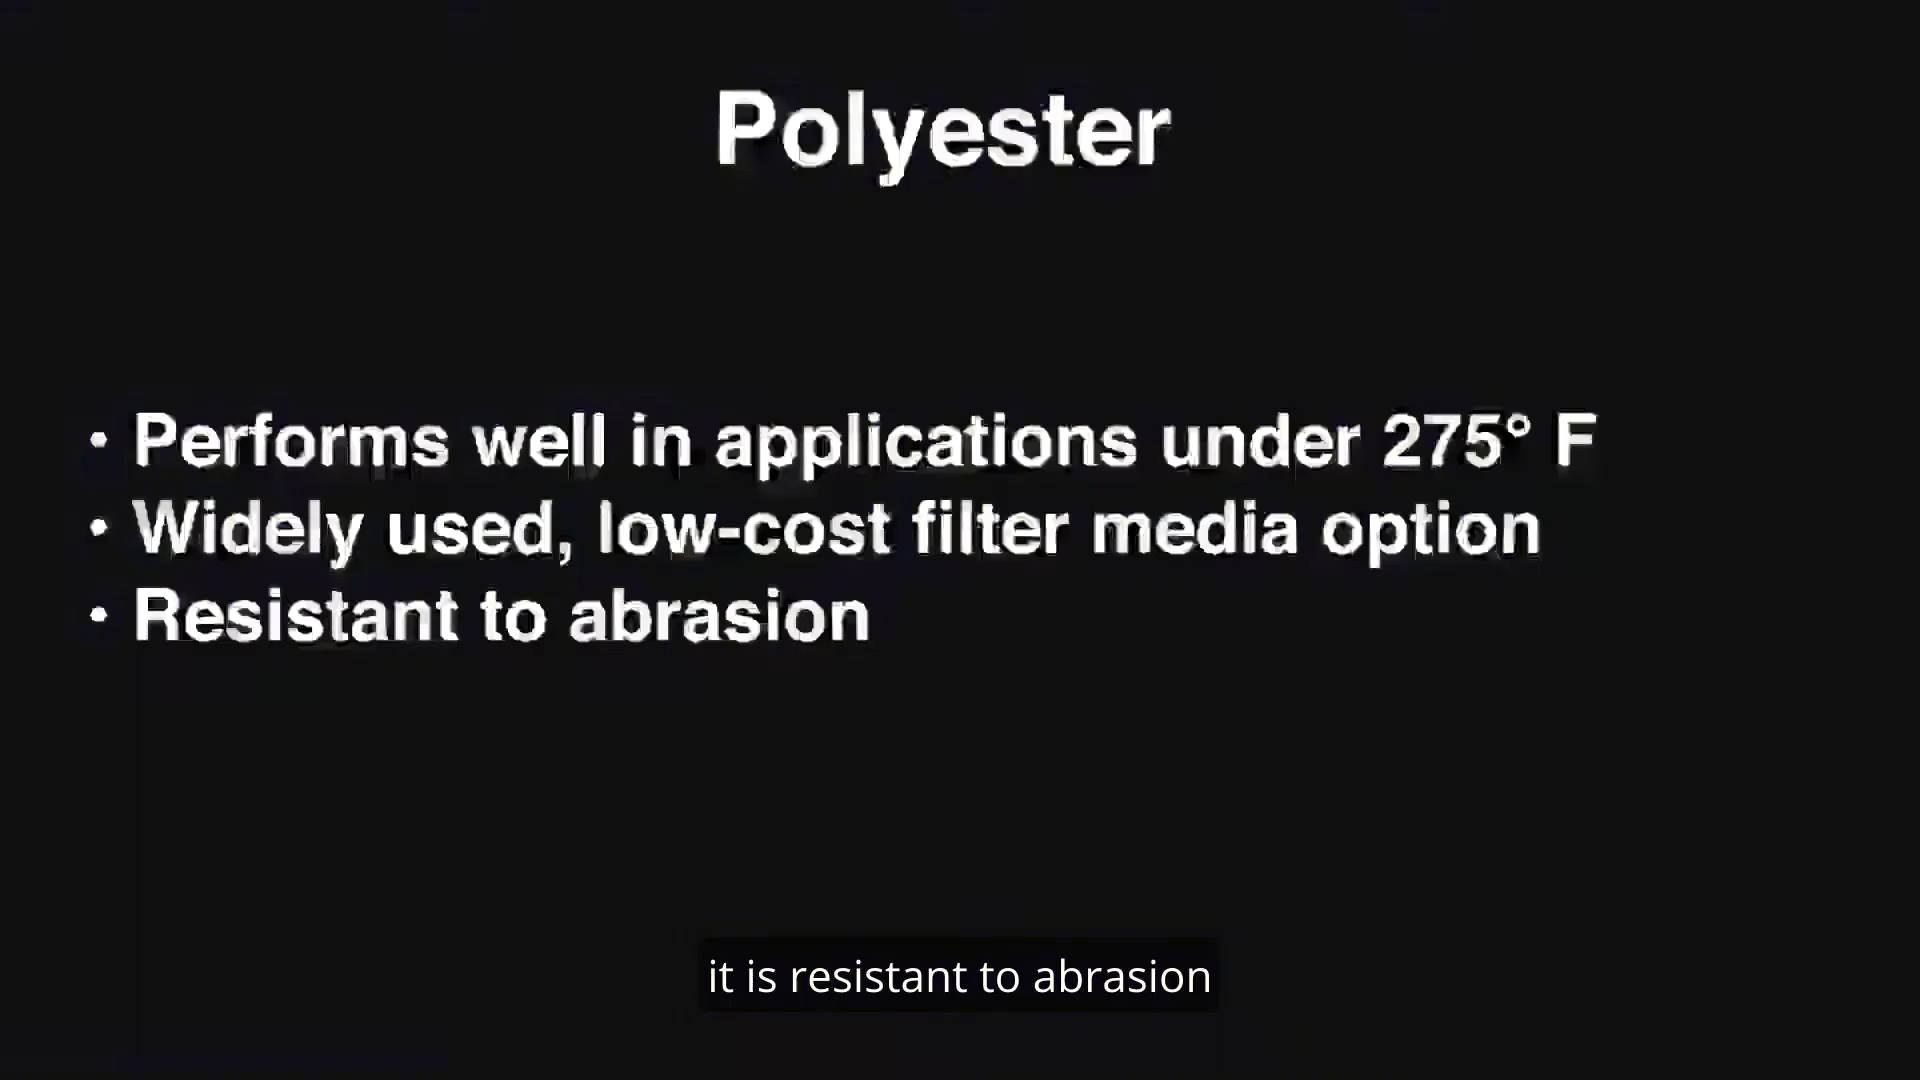 Polyester
• Performs well in applications under 275° F
• Widely used, low-cost filter media option
• Resistant to abrasion
it is resistant to abrasion